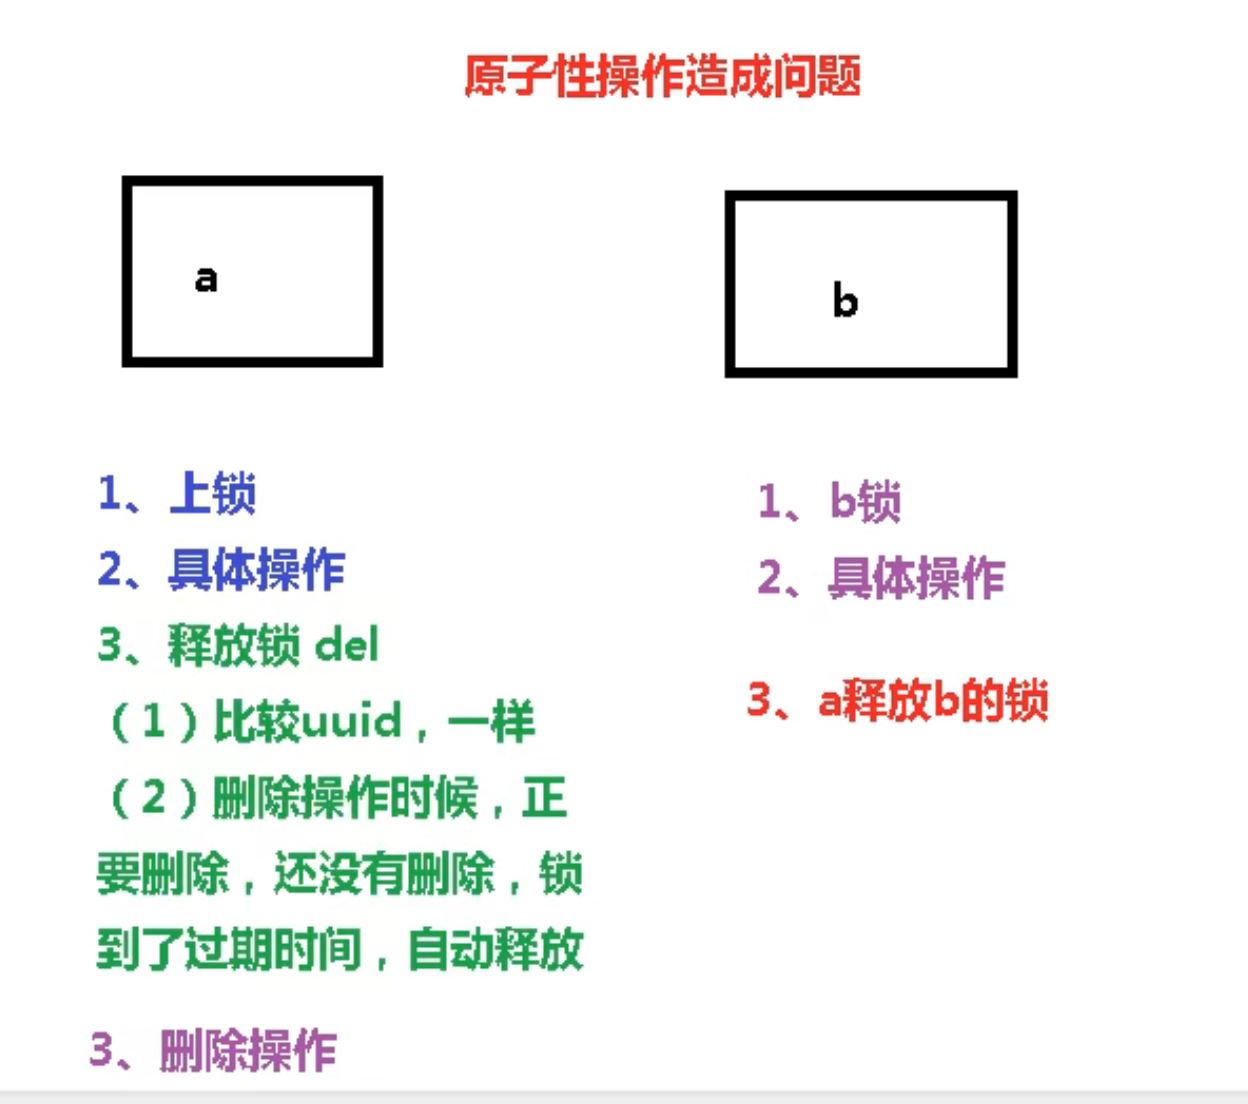 原子性操作造成问题
a
b
1、上锁
2、具体操作
3、释放锁 del
（1）比较uuid，一样
（2）删除操作时候，正
要删除，还没有删除，锁
到了过期时间，自动释放
3、删除操作
1、b锁
2、具体操作
3、a释放b的锁